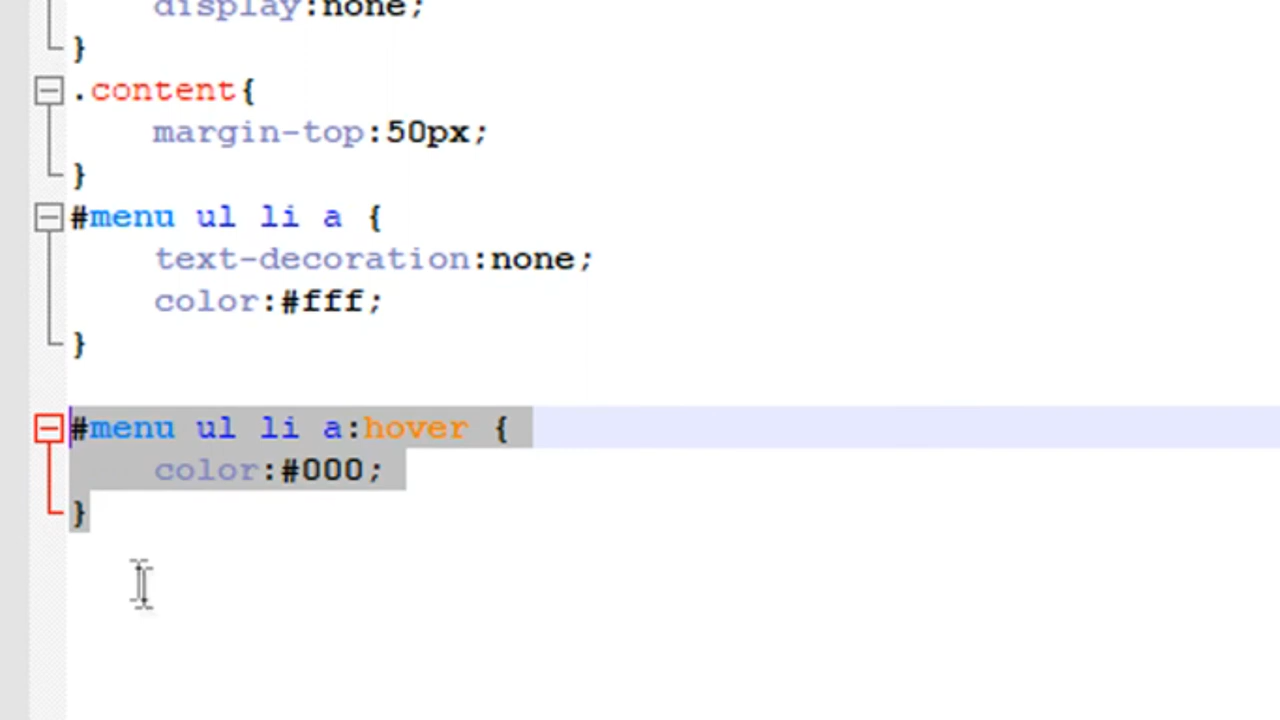 display:none;
}
.content{
margin-top:50px;
}
#menu ul li a {
text-decoration:none;
color:#fff;
}
#menu ul li a:hover {
color:#000;
}